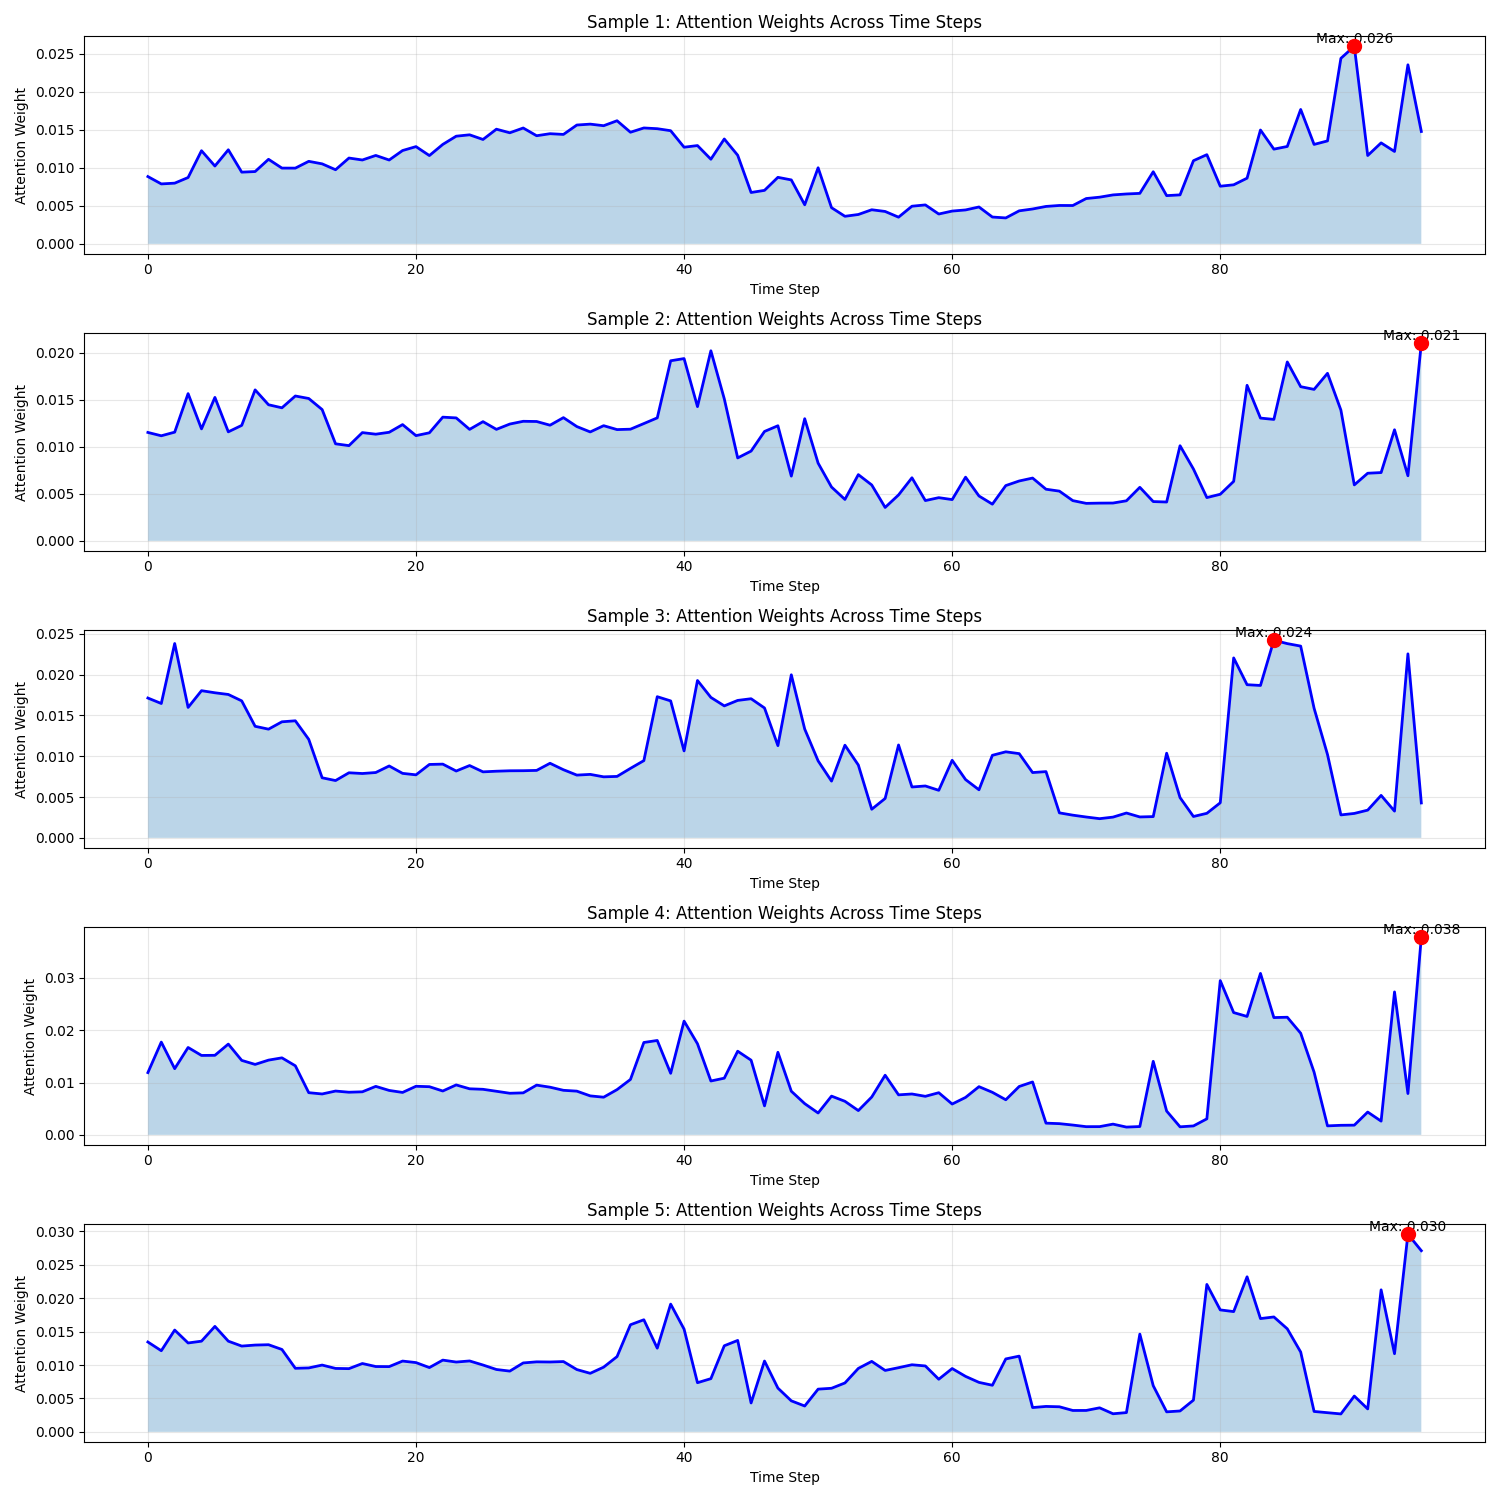 Sample 1: Attention Weights Across Time Steps
Max: 0.026
0.025
0.020
0.015
0.010
0.005
0.000
Attention Weight
0 20 40 60 80
Time Step
Sample 2: Attention Weights Across Time Steps
Max: 0.021
0.020
0.015
0.010
0.005
0.000
Attention Weight
0 20 40 60 80
Time Step
Sample 3: Attention Weights Across Time Steps
Max: 0.024
0.025
0.020
0.015
0.010
0.005
0.000
Attention Weight
0 20 40 60 80
Time Step
Sample 4: Attention Weights Across Time Steps
Max: 0.038
0.03
0.02
0.01
0.00
Attention Weight
0 20 40 60 80
Time Step
Sample 5: Attention Weights Across Time Steps
Max: 0.030
0.030
0.025
0.020
0.015
0.010
0.005
0.000
Attention Weight
0 20 40 60 80
Time Step